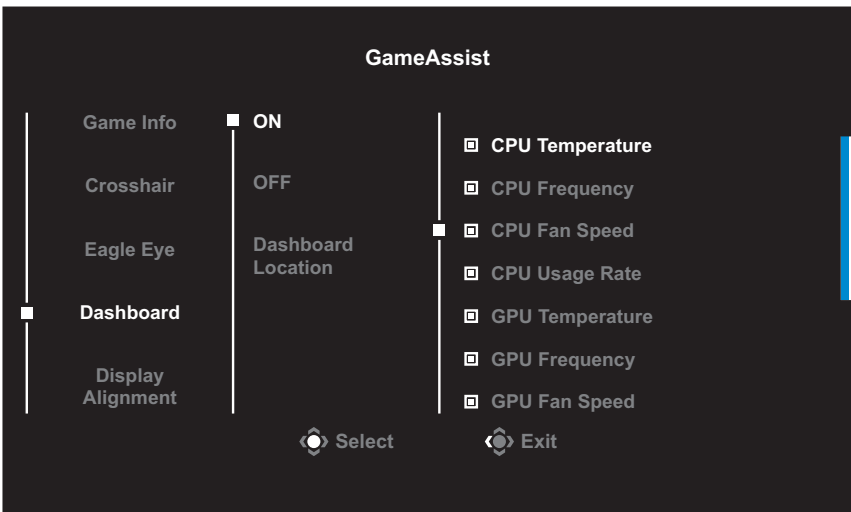 GameAssist
Game Info
Crosshair
Eagle Eye
Dashboard
Display
Alignment
ON
OFF
Dashboard
Location
CPU Temperature
CPU Frequency
CPU Fan Speed
CPU Usage Rate
GPU Temperature
GPU Frequency
GPU Fan Speed
Select
Exit